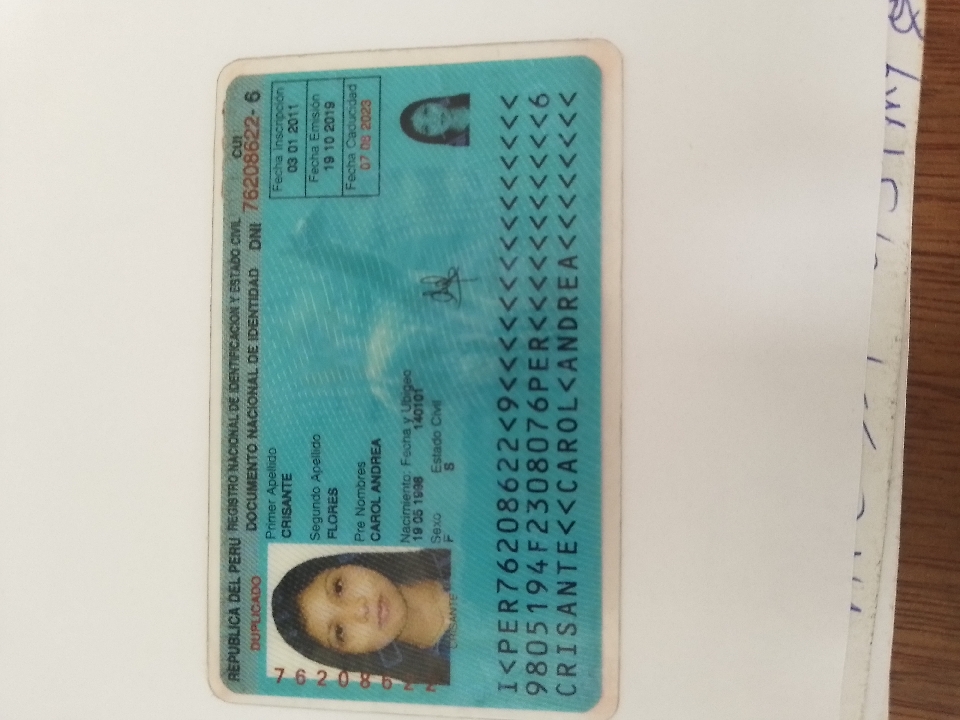 REPUBLICA DEL PERU REGISTRO NACIONAL DE IDENTIFICACION Y ESTADO CIVIL
DUPLICADO DOCUMENTO NACIONAL DE IDENTIDAD DNI 76208622 - 6
CUI
Primer Apellido
CRISANTE
Segundo Apellido
FLORES
Pre Nombres
CAROL ANDREA
Nacimiento: Fecha y Ubigeo
19 05 1998 140101
Sexo Estado Civil
F S
Fecha Inscripción
03 01 2011
Fecha Emisión
19 10 2019
Fecha Caducidad
07 08 2023
76208622
CRISANTE
I<PER76208622<9<<<<<<<<<<<<<<<
9805194F2308076PER<<<<<<<<<<<6
CRISANTE<<CAROL<ANDREA<<<<<<<<